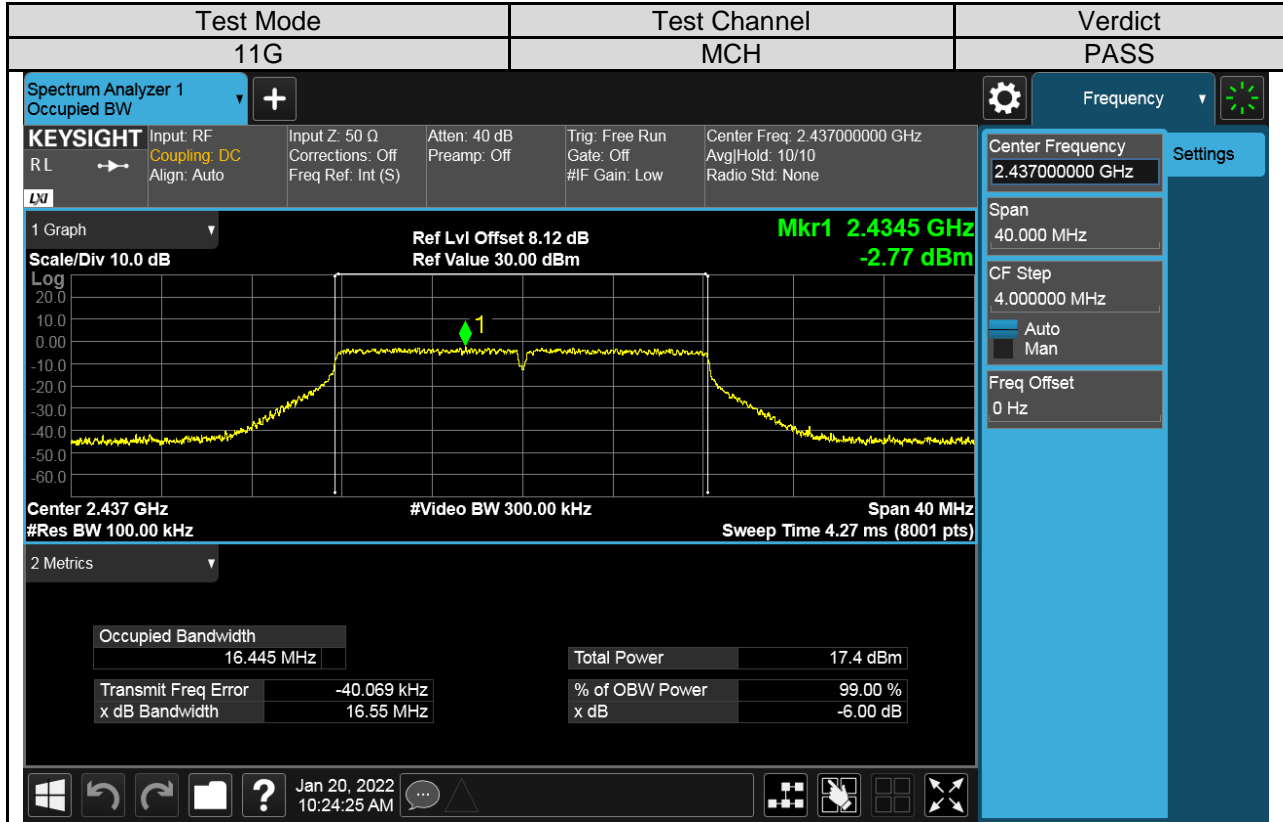 Test Mode Test Channel Verdict
11G MCH PASS
Spectrum Analyzer 1
Occupied BW
+
Frequency
KEYSIGHT Input: RF Input Z: 50 Ω Atten: 40 dB Trig: Free Run Center Freq: 2.437000000 GHz
R L Coupling: DC Corrections: Off Preamp: Off Gate: Off Avg|Hold: 10/10
Align: Auto Freq Ref: Int (S) #IF Gain: Low Radio Std: None
LXI
Center Frequency
2.437000000 GHz
Settings
Span
40.000 MHz
CF Step
4.000000 MHz
Auto
Man
Freq Offset
0 Hz
1 Graph Ref Lvl Offset 8.12 dB Mkr1 2.4345 GHz
Scale/Div 10.0 dB Ref Value 30.00 dBm -2.77 dBm
Log
20.0
10.0
1
0.00
-10.0
-20.0
-30.0
-40.0
-50.0
-60.0
Center 2.437 GHz #Video BW 300.00 kHz Span 40 MHz
#Res BW 100.00 kHz Sweep Time 4.27 ms (8001 pts)
2 Metrics
Occupied Bandwidth
16.445 MHz Total Power 17.4 dBm
Transmit Freq Error -40.069 kHz % of OBW Power 99.00 %
x dB Bandwidth 16.55 MHz x dB -6.00 dB
? Jan 20, 2022
10:24:25 AM